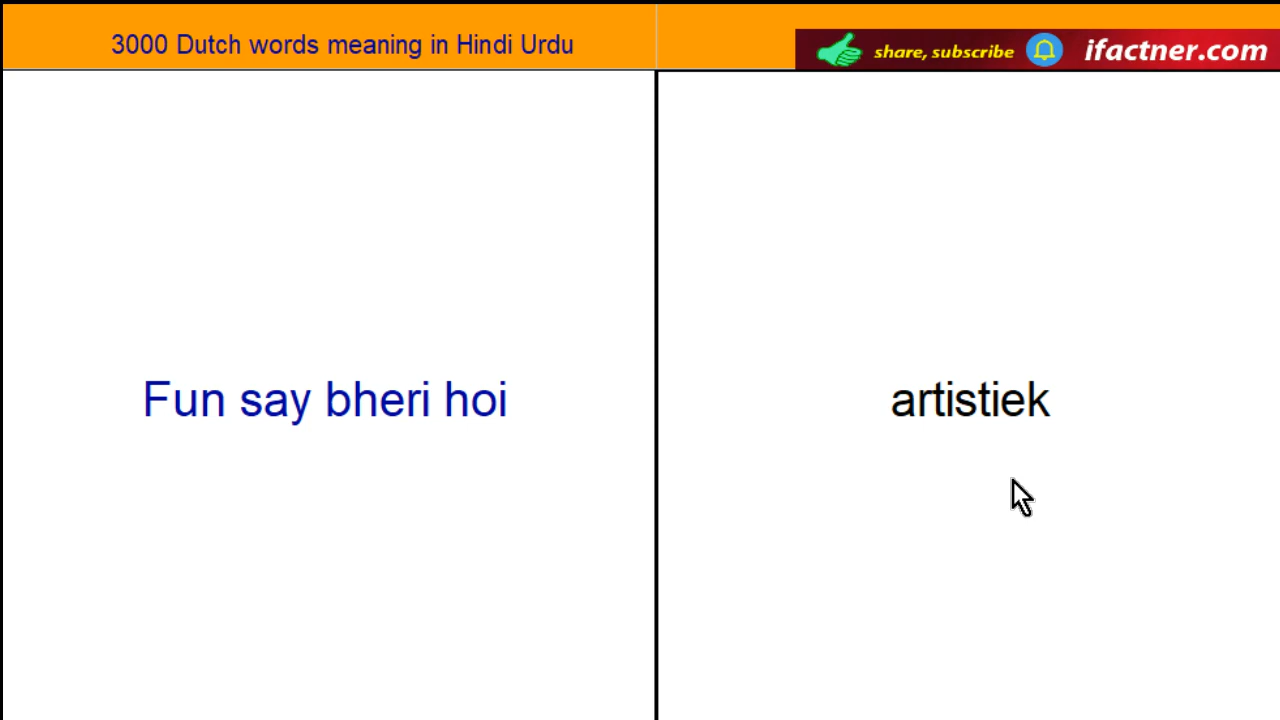 3000 Dutch words meaning in Hindi Urdu
share, subscribe
ifactner.com
Fun say bheri hoi
artistiek